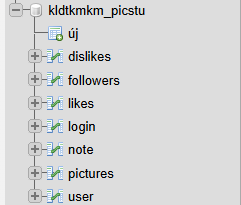 kldtkmkm_picstu
új
dislikes
followers
likes
login
note
pictures
user